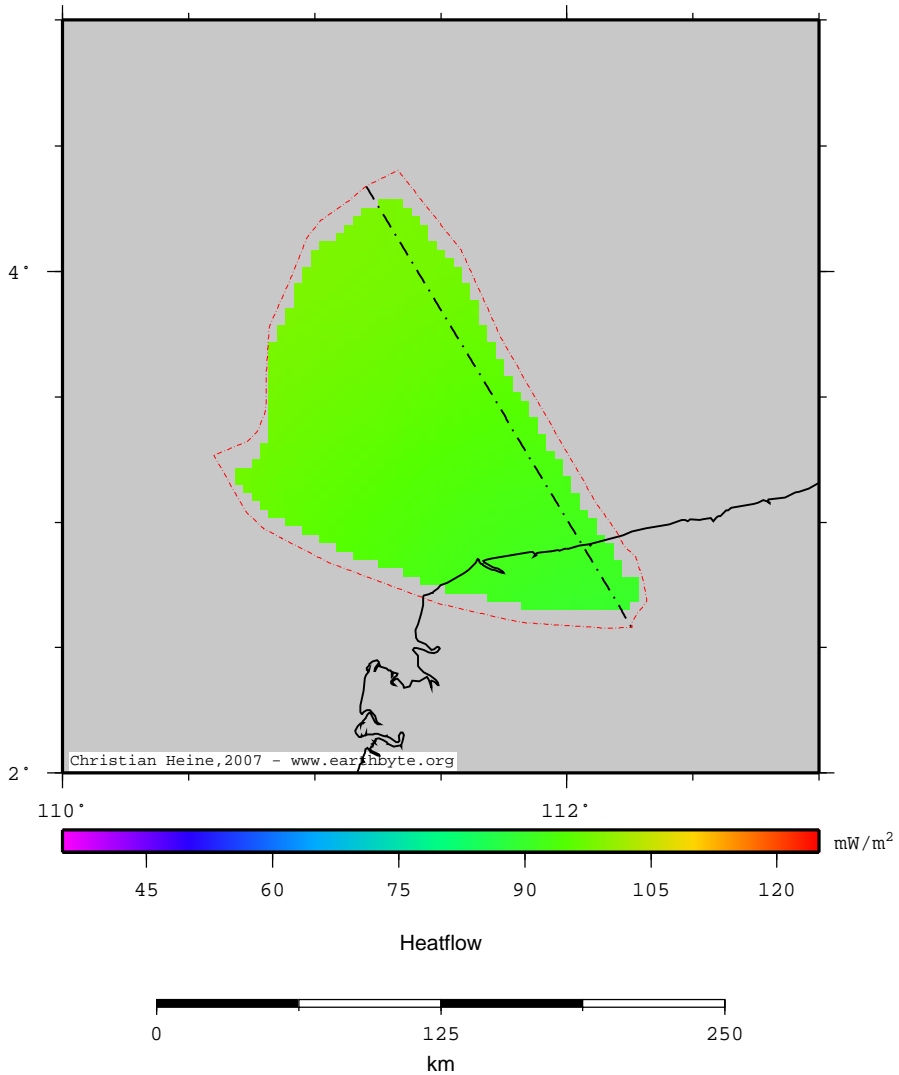 4°
2°
Christian Heine,2007 - www.earthbyte.org
110° 112°
mW/m²
45 60 75 90 105 120
Heatflow
0 125 250
km